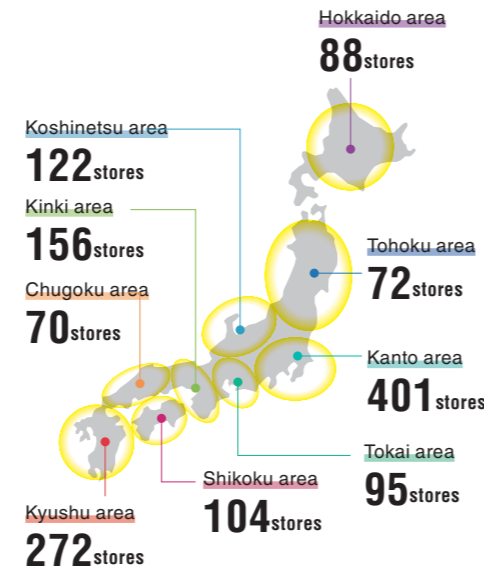 Hokkaido area
88stores
Koshinetsu area
122stores
Kinki area
156stores
Chugoku area
70stores
Tohoku area
72stores
Kanto area
401stores
Tokai area
95stores
Shikoku area
104stores
Kyushu area
272stores